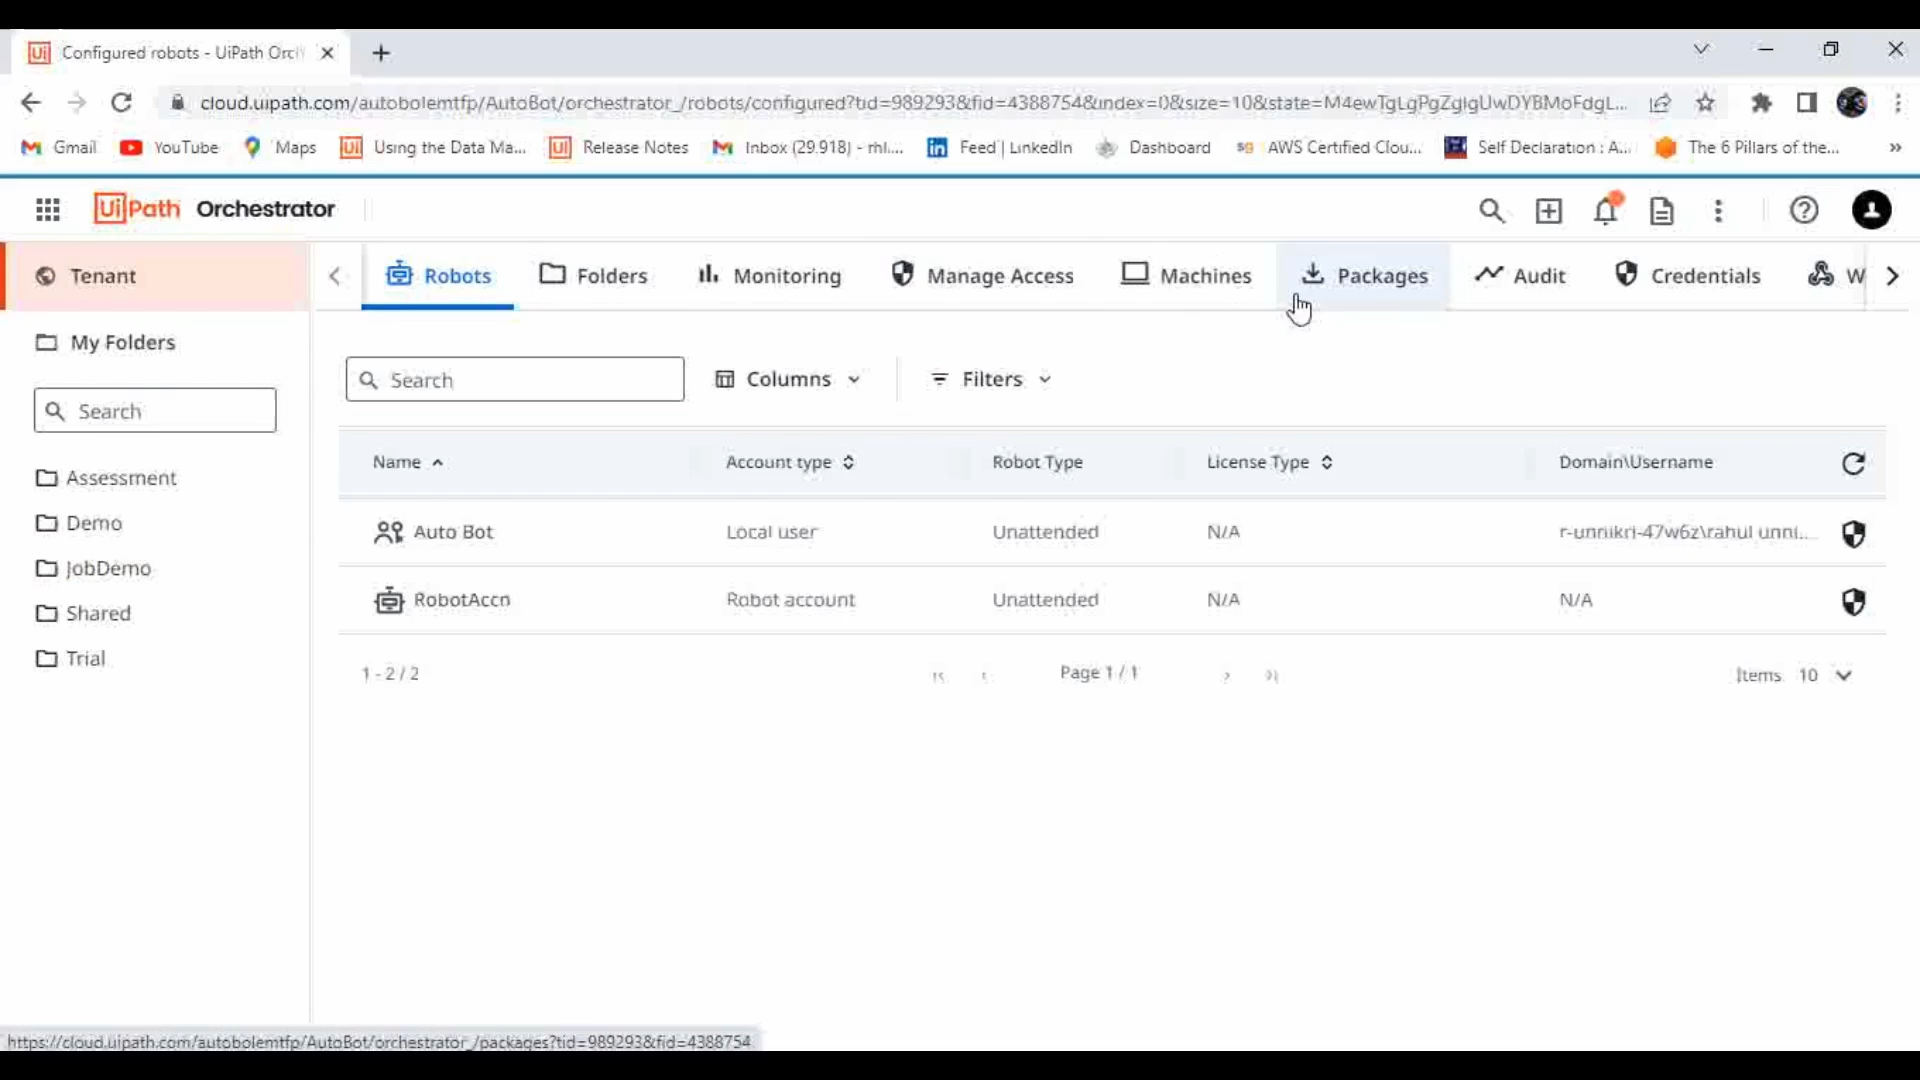 Configured robots - UiPath Orch
cloud.uipath.com/autobolemtfp/AutoBot/orchestrator_/robots/configured?tid=989293&fid=4388754&index=0&size=10&state=M4ewTgLgPgZgIgUwDYBMoFdgL...
Gmail YouTube Maps Using the Data Ma... Release Notes Inbox (29,918) - rhl.... Feed | LinkedIn Dashboard AWS Certified Clou... Self Declaration : A... The 6 Pillars of the... »
UiPath Orchestrator
Tenant
Robots Folders Monitoring Manage Access Machines Packages Audit Credentials W
My Folders
Search
Search Columns Filters
Assessment
Demo
JobDemo
Shared
Trial
Name Account type Robot Type License Type Domain\Username
Auto Bot Local user Unattended N/A r-unnikri-47w6z\rahul unni...
RobotAccn Robot account Unattended N/A N/A
1 - 2 / 2 Page 1 / 1 Items 10
https://cloud.uipath.com/autobolemtfp/AutoBot/orchestrator_/packages?tid=989293&fid=4388754